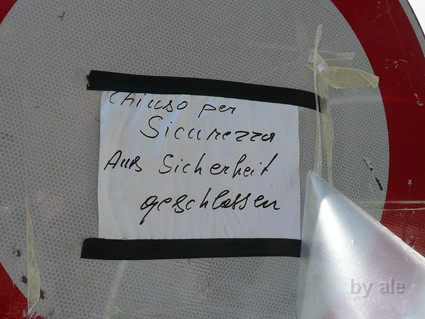 Chiuso per
Sicurezza
Aus Sicherheit
geschlossen
by ale